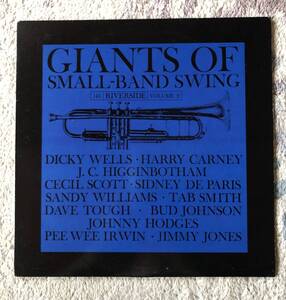 GIANTS OF
SMALL-BAND SWING
RIVERSIDE VOLUME
DICKY WELLS · HARRY CARNEY
J. C. HIGGINBOTHAM
CECIL SCOTT · SIDNEY DE PARIS
SANDY WILLIAMS · TAB SMITH
DAVE TOUGH · BUD JOHNSON
JOHNNY HODGES
PEE WEE IRWIN · JIMMY JONES